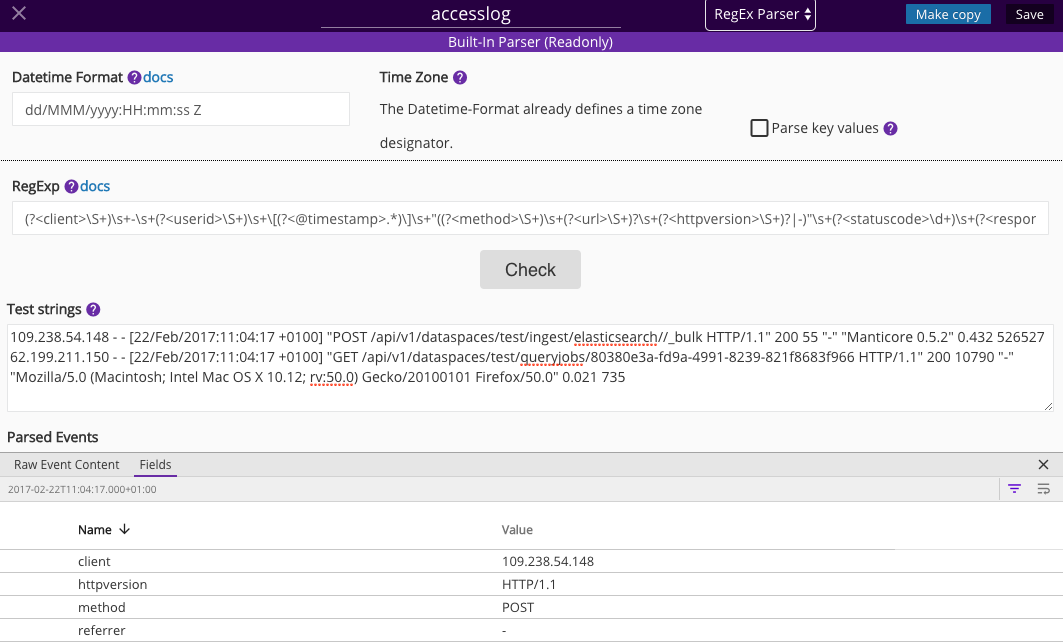 accesslog
RegEx Parser
Make copy
Save
Built-In Parser (Readonly)
Datetime Format ? docs
Time Zone ?
dd/MMM/yyyy:HH:mm:ss Z
The Datetime-Format already defines a time zone
designator.
Parse key values ?
RegExp ? docs
(?<client>\S+)\s+-\s+(?<userid>\S+)\s+\[(?<@timestamp>.*)\]\s+"((?<method>\S+)\s+(?<url>\S+)?\s+(?<httpversion>\S+)?|-)"\s+(?<statuscode>\d+)\s+(?<respor
Check
Test strings ?
109.238.54.148 - - [22/Feb/2017:11:04:17 +0100] "POST /api/v1/dataspaces/test/ingest/elasticsearch//_bulk HTTP/1.1" 200 55 "-" "Manticore 0.5.2" 0.432 526527
62.199.211.150 - - [22/Feb/2017:11:04:17 +0100] "GET /api/v1/dataspaces/test/queryjobs/80380e3a-fd9a-4991-8239-821f8683f966 HTTP/1.1" 200 10790 "-"
"Mozilla/5.0 (Macintosh; Intel Mac OS X 10.12; rv:50.0) Gecko/20100101 Firefox/50.0" 0.021 735
Parsed Events
Raw Event Content Fields
2017-02-22T11:04:17.000+01:00
Name Value
client 109.238.54.148
httpversion HTTP/1.1
method POST
referrer -